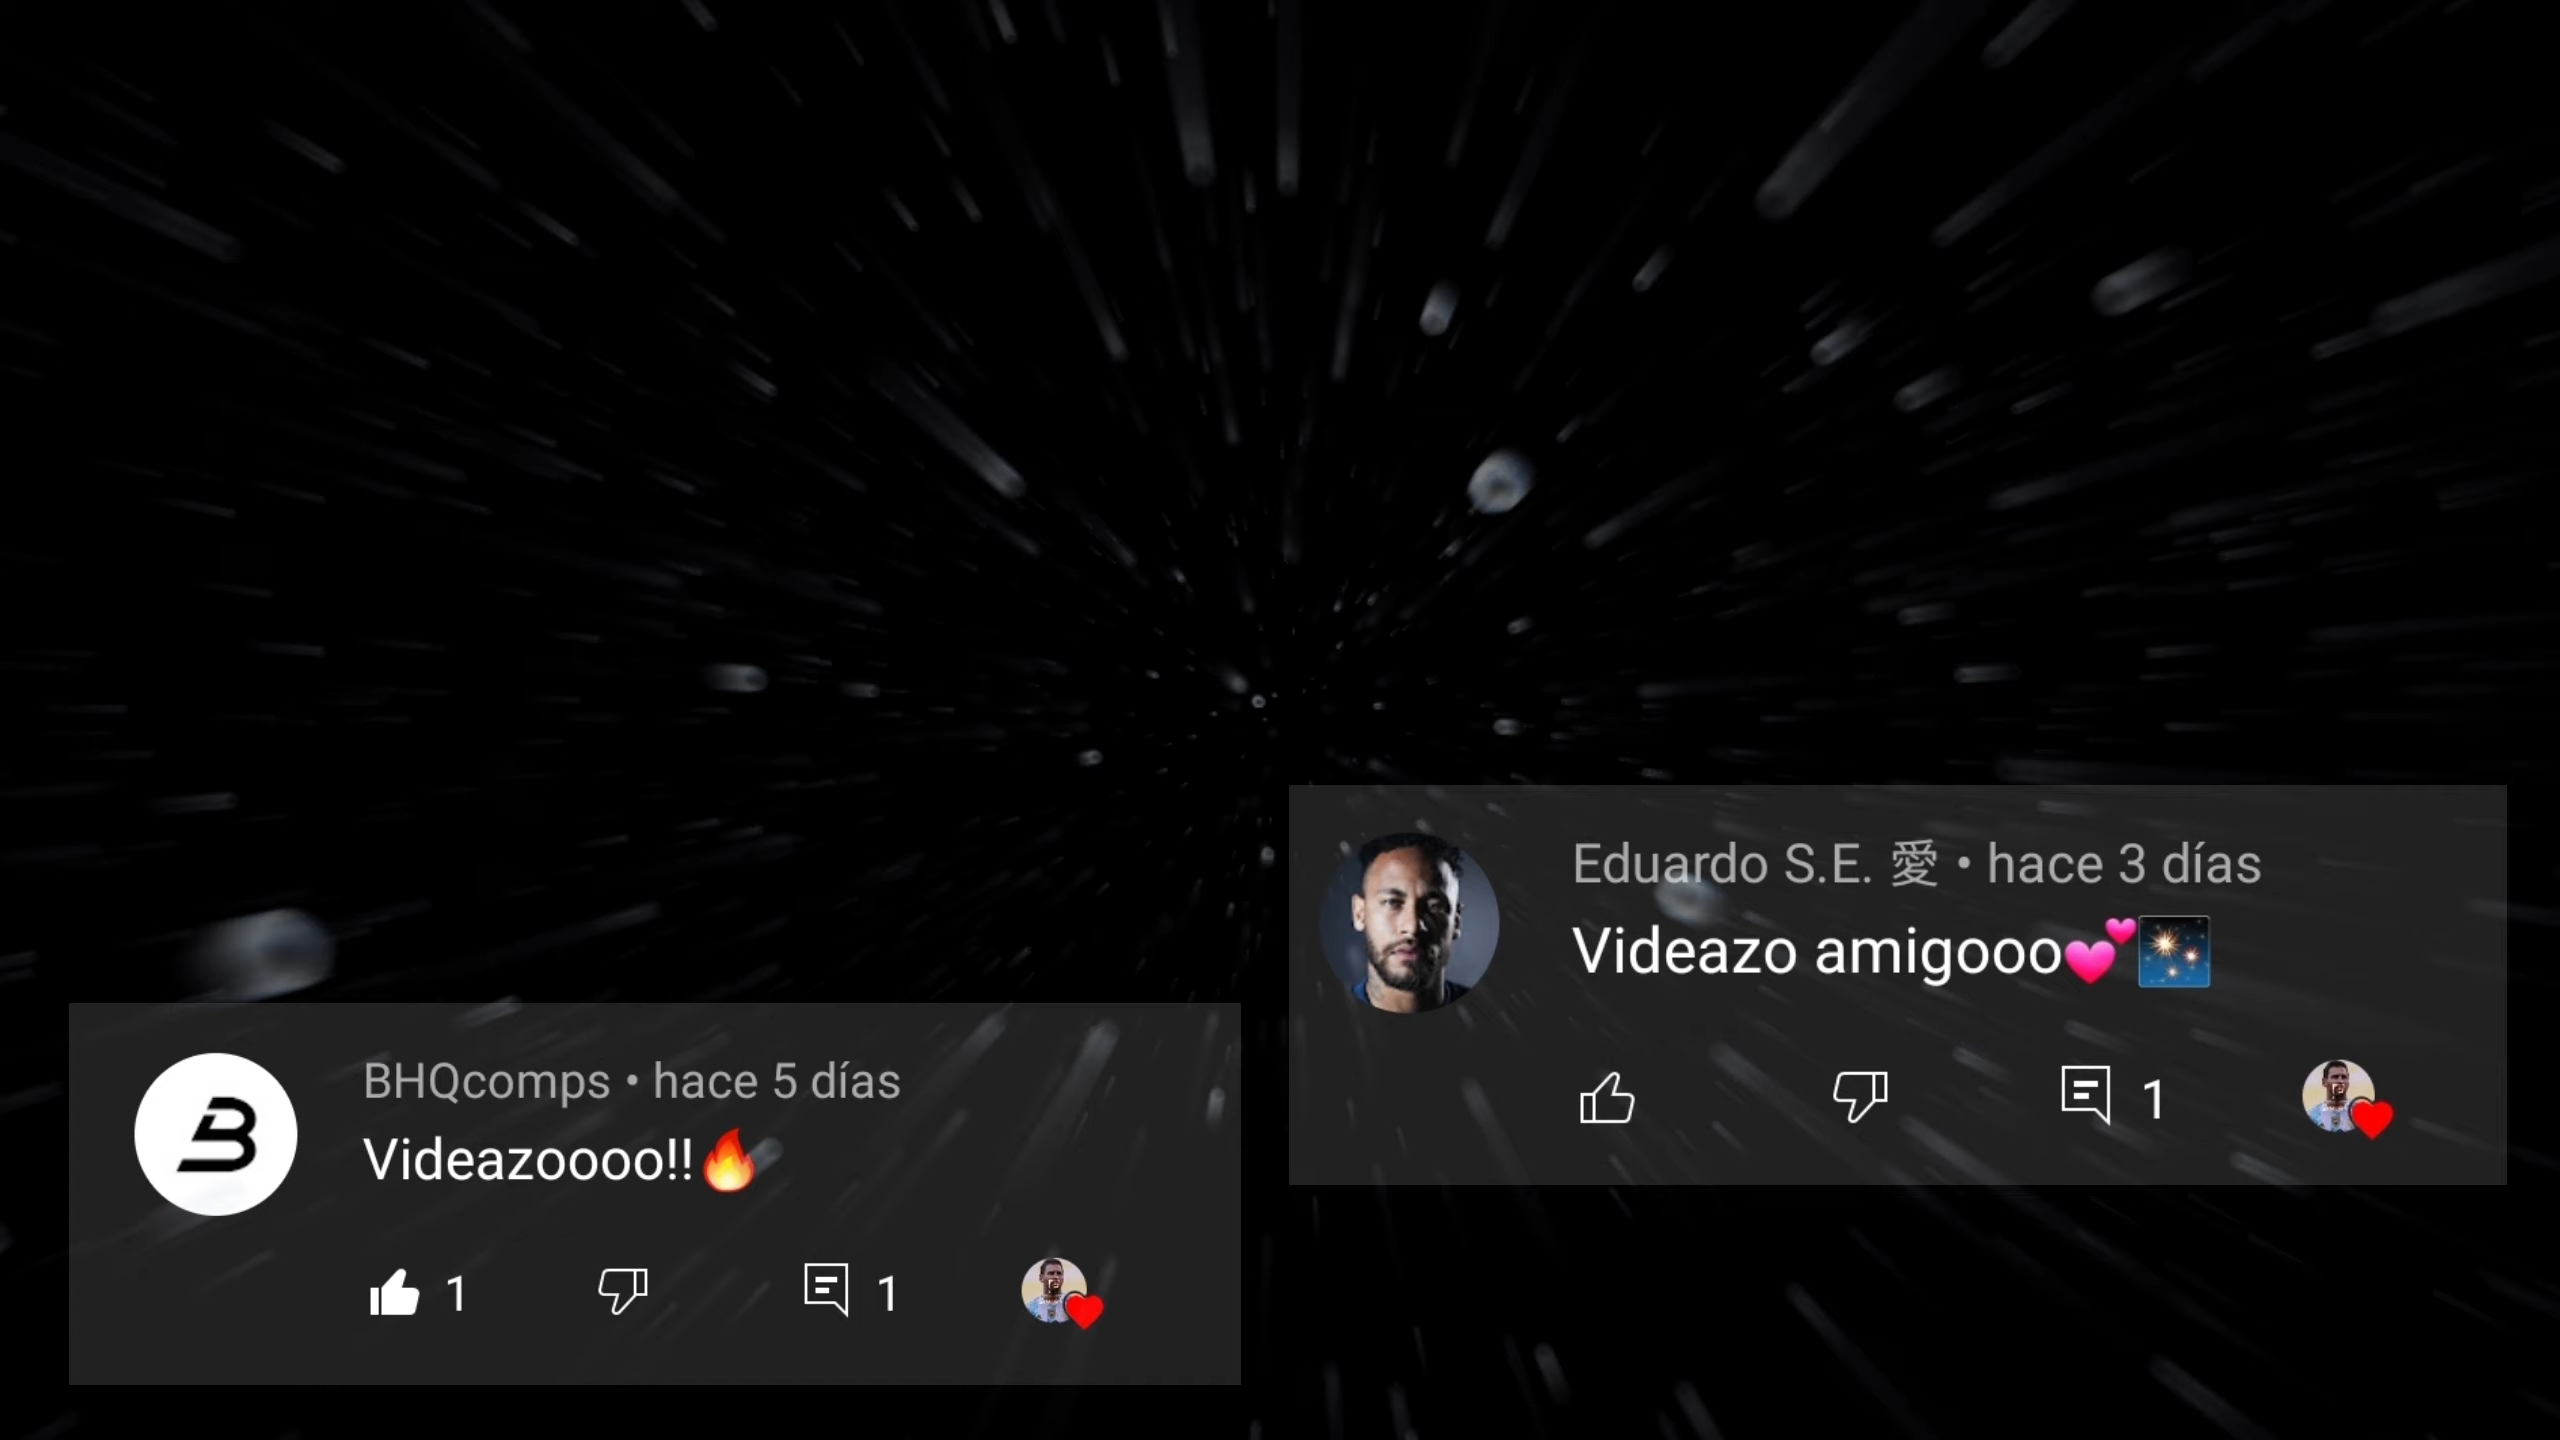 Eduardo S.E. 愛 • hace 3 días
Videazo amigooo💕🎇
1
BHQcomps • hace 5 días
Videazoooo!!🔥
1 1